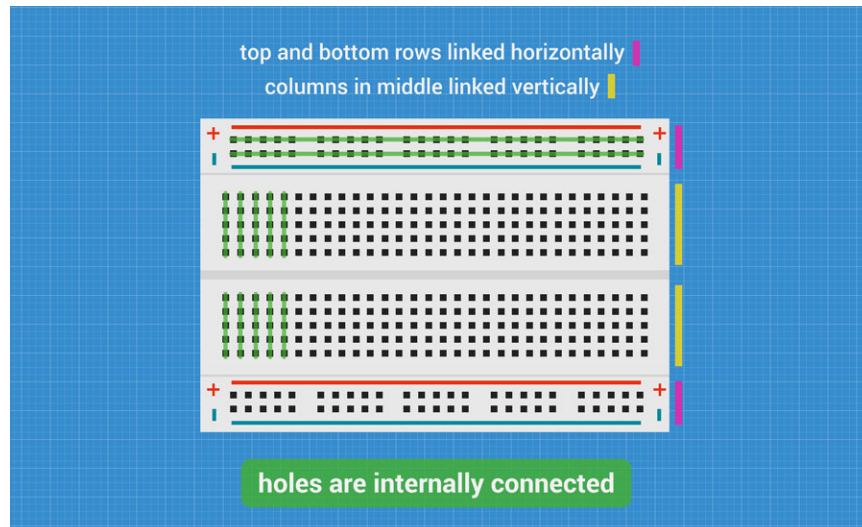 top and bottom rows linked horizontally
columns in middle linked vertically
+ +
- -
+ +
- -
holes are internally connected